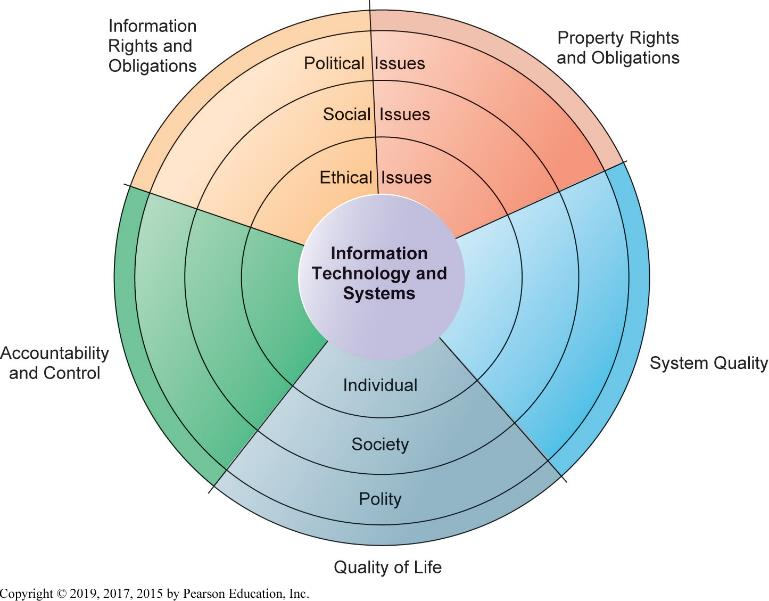 Information
Rights and
Obligations
Property Rights
and Obligations
Political Issues
Social Issues
Ethical Issues
Information
Technology and
Systems
Accountability
and Control
System Quality
Individual
Society
Polity
Quality of Life
Copyright © 2019, 2017, 2015 by Pearson Education, Inc.